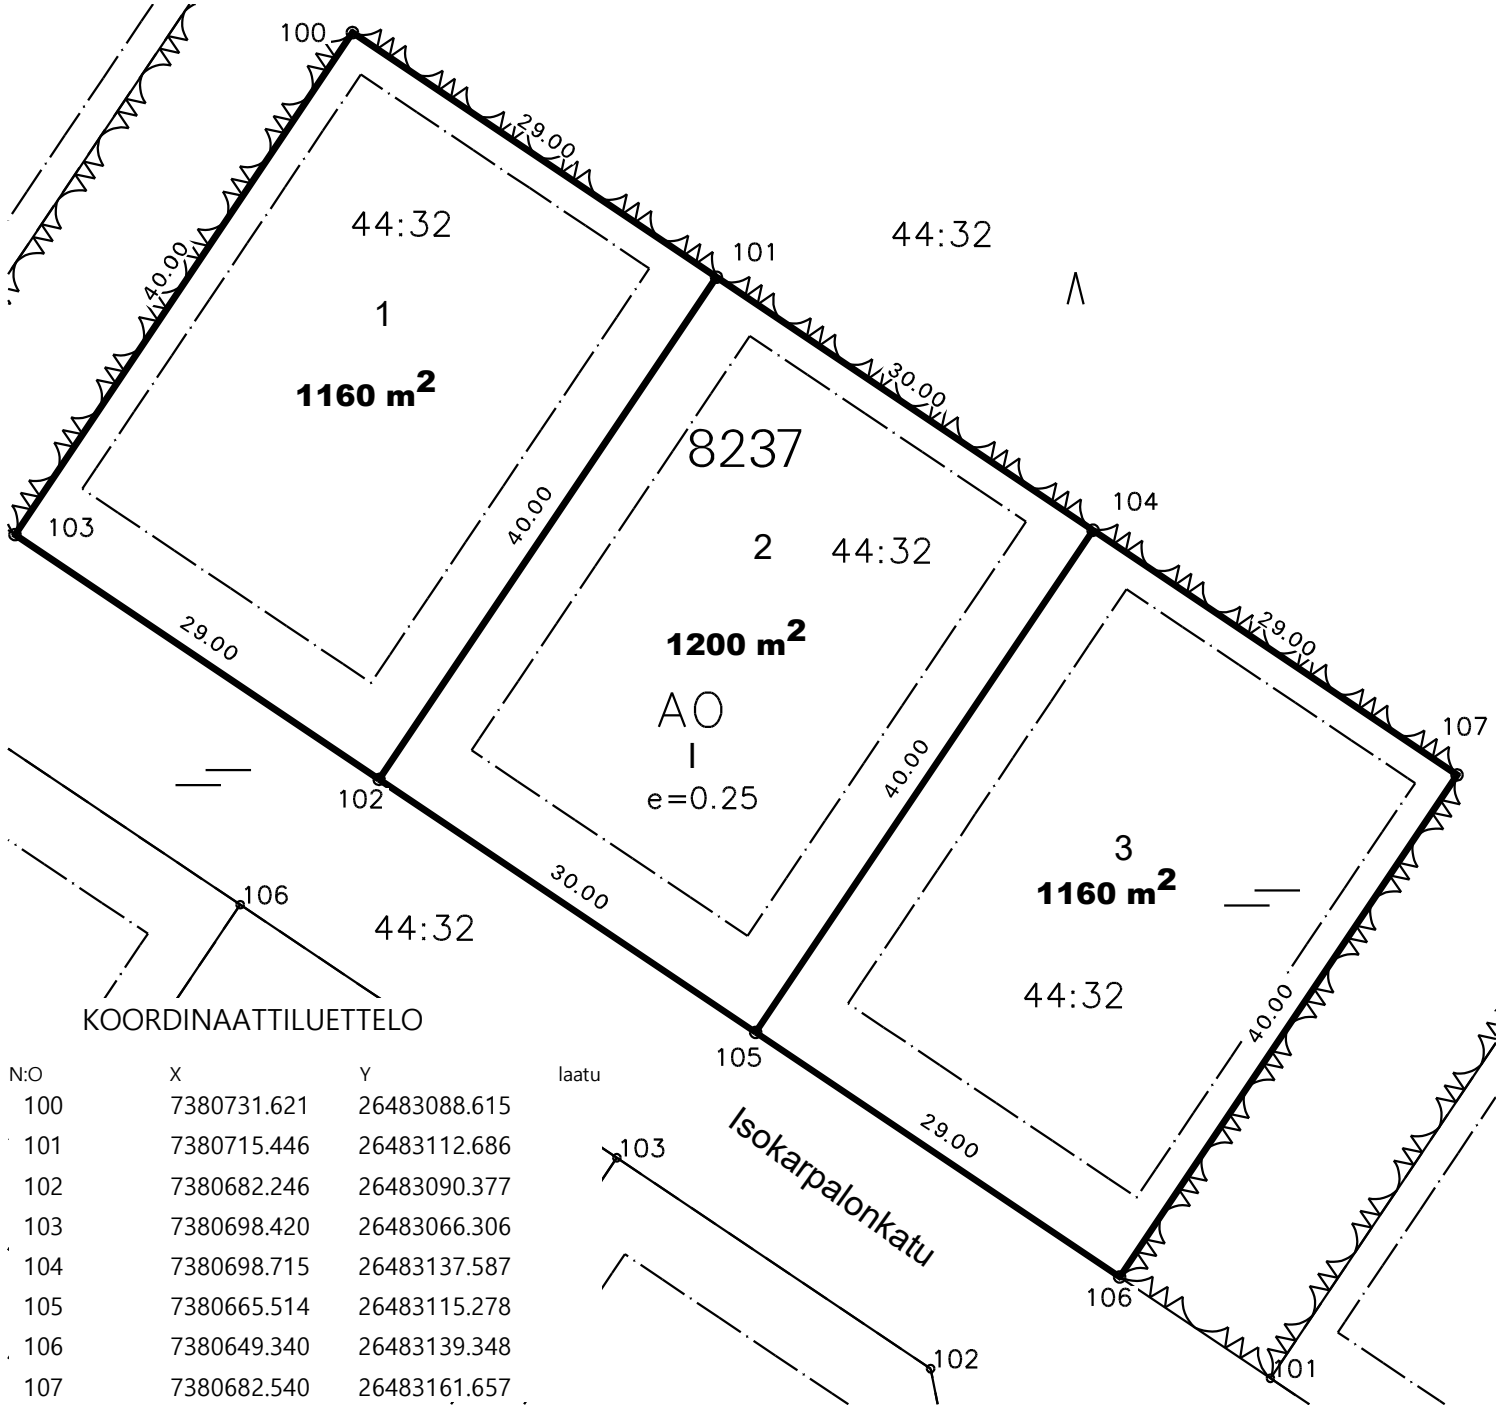 100
29.00
44:32
101
44:32
40.00
1
1160 m²
30.00
8237
104
40.00
103
2
44:32
29.00
29.00
1200 m²
AO
I
107
40.00
102
e=0.25
3
1160 m²
30.00
106
44:32
44:32
40.00
105
29.00
Isokarpalonkatu
103
106
102
101
KOORDINAATTILUETTELO
N:O X Y laatu
100 7380731.621 26483088.615
101 7380715.446 26483112.686
102 7380682.246 26483090.377
103 7380698.420 26483066.306
104 7380698.715 26483137.587
105 7380665.514 26483115.278
106 7380649.340 26483139.348
107 7380682.540 26483161.657